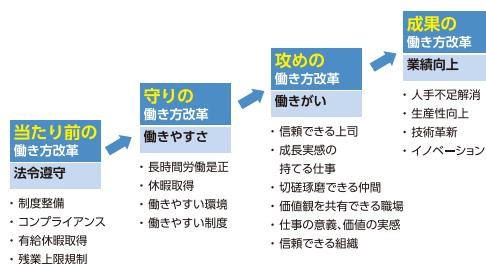 当たり前の
働き方改革
法令遵守
・ 制度整備
・ コンプライアンス
・ 有給休暇取得
・ 残業上限規制
守りの
働き方改革
働きやすさ
・ 長時間労働是正
・ 休暇取得
・ 働きやすい環境
・ 働きやすい制度
攻めの
働き方改革
働きがい
・ 信頼できる上司
・ 成長実感の
持てる仕事
・ 切磋琢磨できる仲間
・ 価値観を共有できる職場
・ 仕事の意義、価値の実感
・ 信頼できる組織
成果の
働き方改革
業績向上
・ 人手不足解消
・ 生産性向上
・ 技術革新
・ イノベーション